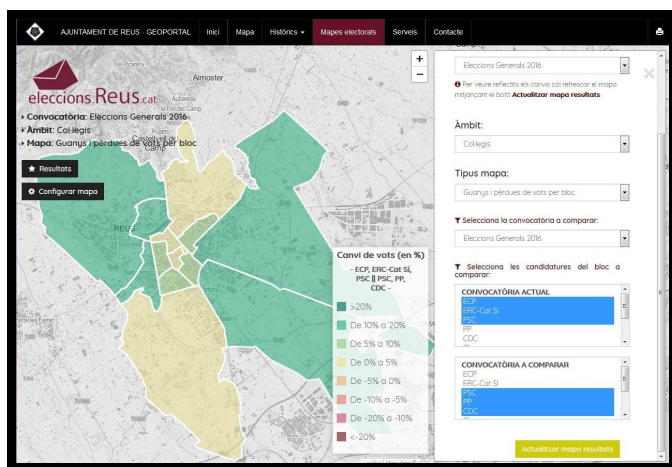 AJUNTAMENT DE REUS - GEOPORTAL
Inici
Mapa
Històrics
Mapes electorals
Serveis
Contacte
+
−
Almoster
Castellvell del
Camp
REUS
eleccions.Reus.cat
Convocatòria: Eleccions Generals 2016
Àmbit: Col·legis
Mapa: Guanys i pèrdues de vots per bloc
Resultats
Configurar mapa
Canvi de vots (en %)
- ECP, ERC-Cat Sí,
PSC || PSC, PP,
CDC -
>20%
De 10% a 20%
De 5% a 10%
De 0% a 5%
De -5% a 0%
De -10% a -5%
De -20% a -10%
<-20%
Eleccions Generals 2016
Per veure reflectits els canvis cal refrescar el mapa
mitjançant el botó Actualitzar mapa resultats
Àmbit:
Col·legis
Tipus mapa:
Guanys i pèrdues de vots per bloc
Selecciona la convocatòria a comparar:
Eleccions Generals 2016
Selecciona les candidatures del bloc a
comparar:
CONVOCATÒRIA ACTUAL
ECP
ERC-Cat Sí
PSC
PP
CDC
CONVOCATÒRIA A COMPARAR
ECP
ERC-Cat Sí
PSC
PP
CDC
Actualitzar mapa resultats